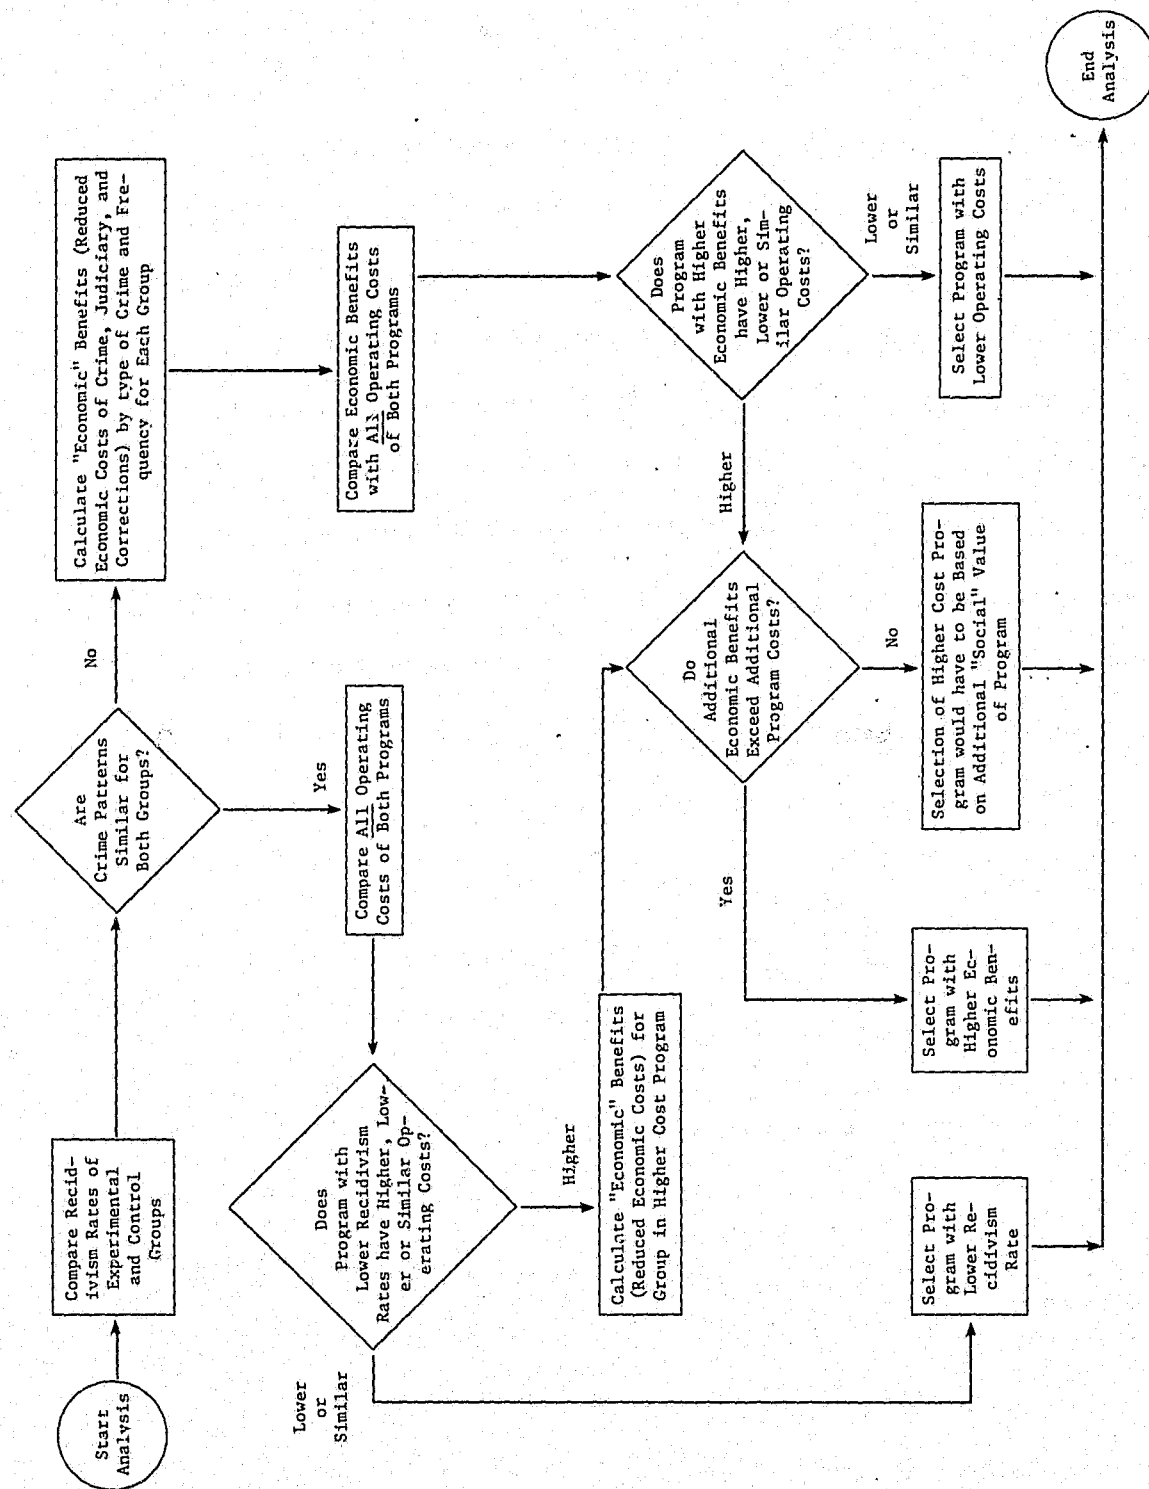 Start
Analysis
Compare Recid-
ivism Rates of
Experimental
and Control
Groups
Are
Crime Patterns
Similar for
Both Groups?
No
Calculate "Economic" Benefits (Reduced
Economic Costs of Crime, Judiciary, and
Corrections) by type of Crime and Fre-
quency for Each Group
Yes
Compare All Operating
Costs of Both Programs
Compare Economic Benefits
with All Operating Costs
of Both Programs
Does
Program with
Lower Recidivism
Rates have Higher, Low-
er or Similar Op-
erating Costs?
Lower
or
Similar
Higher
Calculate "Economic" Benefits
(Reduced Economic Costs) for
Group in Higher Cost Program
Does
Program
with Higher
Economic Benefits
have Higher,
Lower or Sim-
ilar Operating
Costs?
Higher
Lower
or
Similar
Do
Additional
Economic Benefits
Exceed Additional
Program Costs?
Yes
No
Select Pro-
gram with
Lower Re-
cidivism
Rate
Select Pro-
gram with
Higher Ec-
onomic Ben-
efits
Selection of Higher Cost Pro-
gram would have to be Based
on Additional "Social" Value
of Program
Select Program with
Lower Operating Costs
End
Analysis